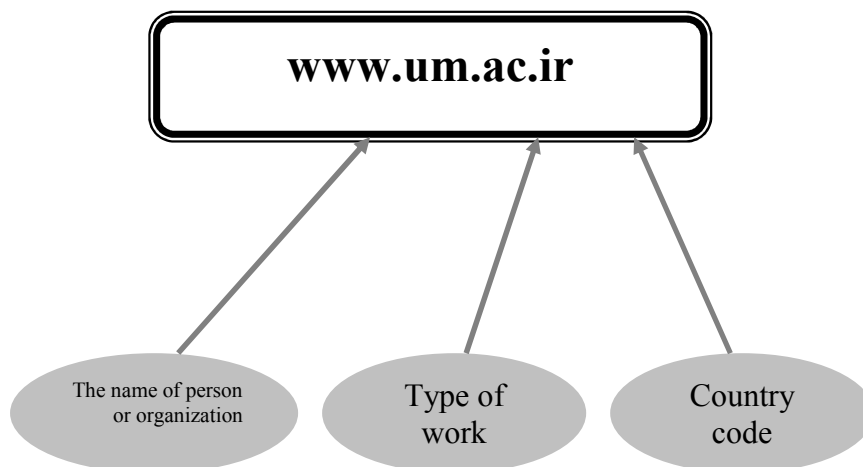 www.um.ac.ir
The name of person
or organization
Type of
work
Country
code